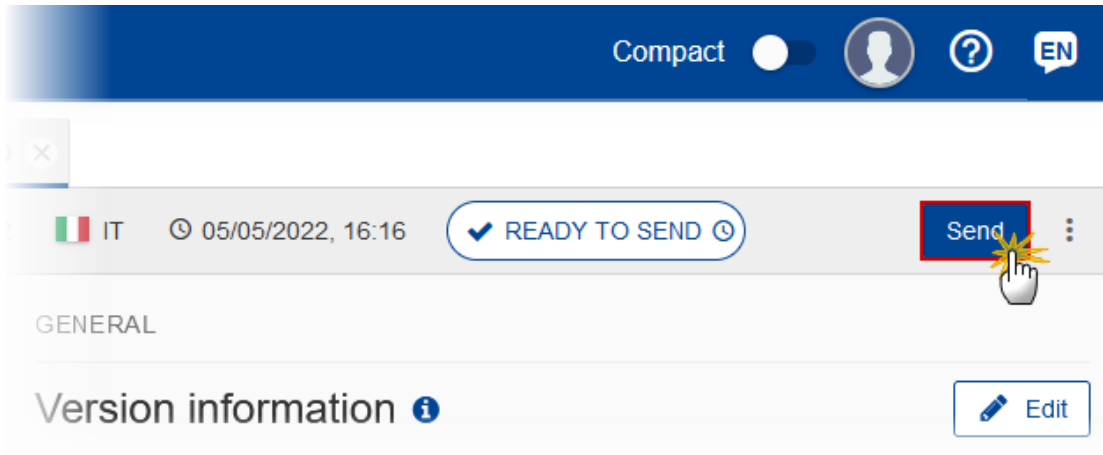 Compact EN
IT 05/05/2022, 16:16 READY TO SEND Send
GENERAL
Version information Edit